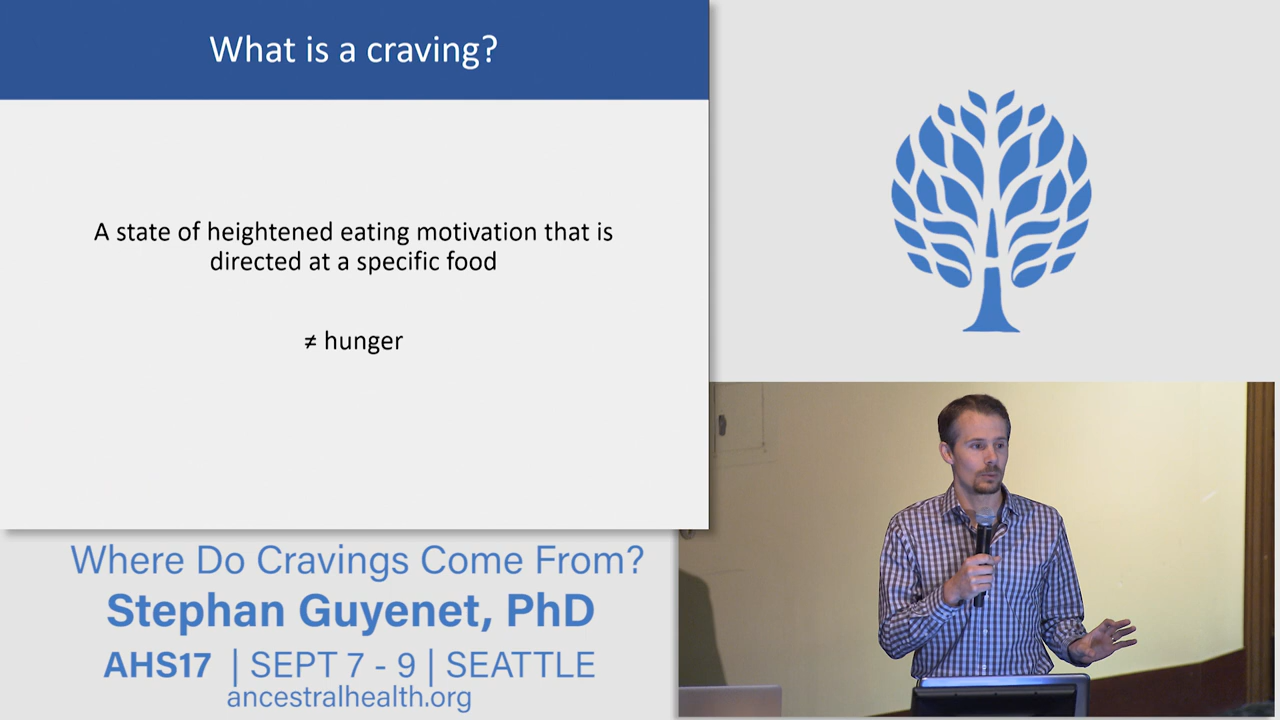 What is a craving?
A state of heightened eating motivation that is
directed at a specific food
≠ hunger
Where Do Cravings Come From?
Stephan Guyenet, PhD
AHS17 | SEPT 7 - 9 | SEATTLE
ancestralhealth.org